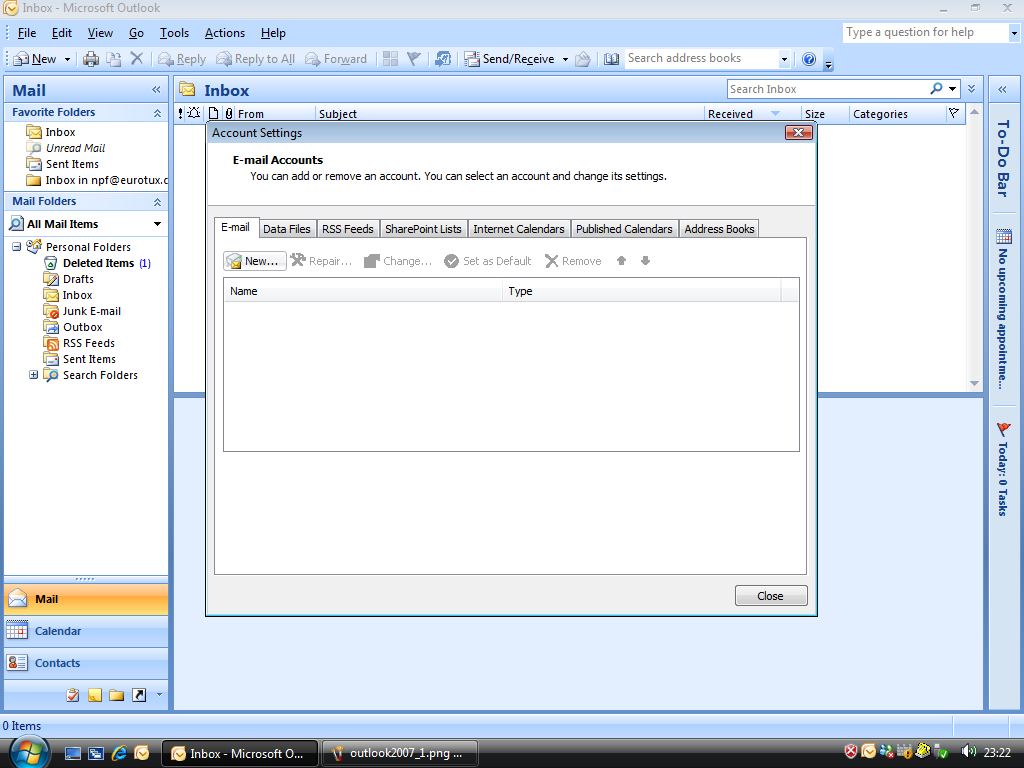 Inbox - Microsoft Outlook
File Edit View Go Tools Actions Help
Type a question for help
New Reply Reply to All Forward Send/Receive Search address books
Mail
Favorite Folders
Inbox
Unread Mail
Sent Items
Inbox in npf@eurotux.c
Mail Folders
All Mail Items
Personal Folders
Deleted Items (1)
Drafts
Inbox
Junk E-mail
Outbox
RSS Feeds
Sent Items
Search Folders
Mail
Calendar
Contacts
Inbox
Search Inbox
From Subject Received Size Categories
Account Settings
E-mail Accounts
You can add or remove an account. You can select an account and change its settings.
E-mail Data Files RSS Feeds SharePoint Lists Internet Calendars Published Calendars Address Books
New... Repair... Change... Set as Default Remove
Name Type
Close
To-Do Bar
No upcoming appointme...
Today: 0 Tasks
0 Items
Inbox - Microsoft O... outlook2007_1.png ... 23:22